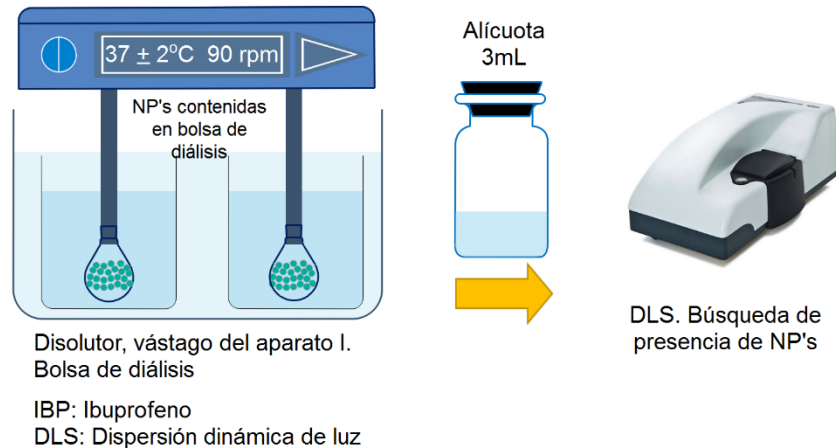 37 ± 2°C 90 rpm
NP's contenidas
en bolsa de
diálisis
Alícuota
3mL
Disolutor, vástago del aparato I.
Bolsa de diálisis
IBP: Ibuprofeno
DLS: Dispersión dinámica de luz
DLS. Búsqueda de
presencia de NP's